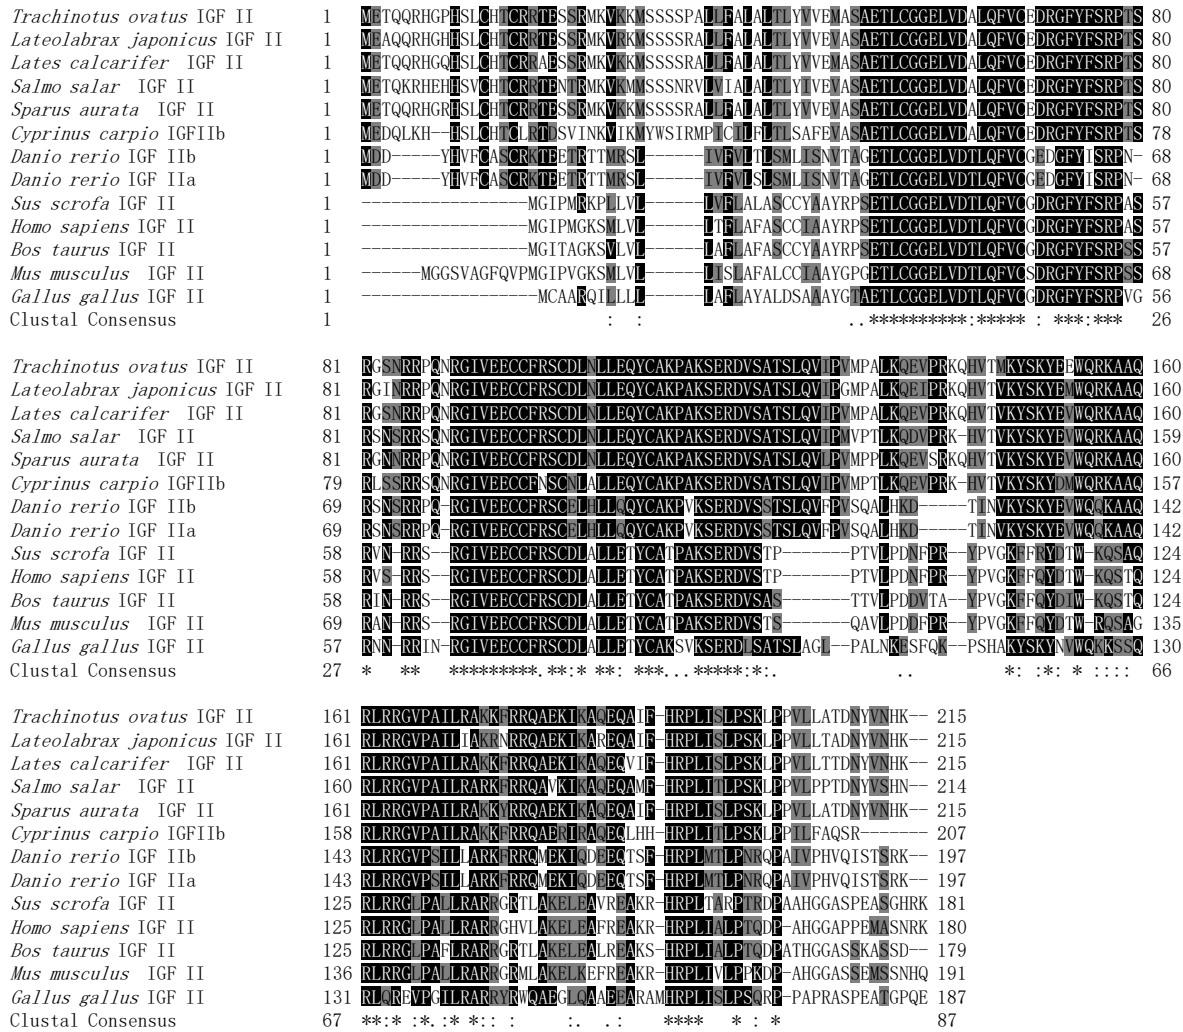 Trachinotus ovatus IGF II 1 METQQRHGPHSLCHTCRRTESSRMKVKKMSSSSPALLFALALTLYVVEMASAETLCGGELVDALQFVCEDRGFYFSRPTS 80
Lateolabrax japonicus IGF II 1 MEAQQRHGHHSLCHTCRRTESSRMKVRKMSSSSRALLFALALTLYVVEVASAETLCGGELVDALQFVCEDRGFYFSRPTS 80
Lates calcarifer IGF II 1 METQQRHGQHSLCHTCRRAESSRMKVKKMSSSSRALLFALALTLYVVEMASAETLCGGELVDALQFVCEDRGFYFSRPTS 80
Salmo salar IGF II 1 METQKRHEHHSVCHTCRRTENTRMKVKKMSSSNRVLVIALALTLYIVEVASAETLCGGELVDALQFVCEDRGFYFSRPTS 80
Sparus aurata IGF II 1 METQQRHGRHSLCHTCRRTESSRMKVKKMSSSSRALLFALALTLYVVEVASAETLCGGELVDALQFVCEDRGFYFSRPTS 80
Cyprinus carpio IGFIIb 1 MEDQLKH--HSLCHTCLRTDSVINKVIKMYWSIRMPICILFLTLSAFEVASAETLCGGELVDALQFVCEDRGFYFSRPTS 78
Danio rerio IGF IIb 1 MDD-----YHVFCASCRKTEETRTTMRSL------IVFVLTLSMLISNVTAGETLCGGELVDTLQFVCGEDGFYISRPN- 68
Danio rerio IGF IIa 1 MDD-----YHVFCASCRKTEETRTTMRSL------IVFVLSLSMLISNVTAGETLCGGELVDTLQFVCGEDGFYISRPN- 68
Sus scrofa IGF II 1 -----------------MGIPMRKPLLVL------LVFLALASCCYAAYRPSETLCGGELVDTLQFVCGDRGFYFSRPAS 57
Homo sapiens IGF II 1 -----------------MGIPMGKSMLVL------LTFLAFASCCIAAYRPSETLCGGELVDTLQFVCGDRGFYFSRPAS 57
Bos taurus IGF II 1 -----------------MGITAGKSVLVL------LAFLAFASCCYAAYRPSETLCGGELVDTLQFVCGDRGFYFSRPSS 57
Mus musculus IGF II 1 ------MGGSVAGFQVPMGIPVGKSMLVL------LISLAFALCCIAAYGPGETLCGGELVDTLQFVCSDRGFYFSRPSS 68
Gallus gallus IGF II 1 ------------------MCAARQILLLL------LAFLAYALDSAAAYGTAETLCGGELVDTLQFVCGDRGFYFSRPVG 56
Clustal Consensus 1 : : ..**********:***** : ***:*** 26
Trachinotus ovatus IGF II 81 RGSNRRPQNRGIVEECCFRSCDLNLLEQYCAKPAKSERDVSATSLQVIPVMPALKQEVPRKQHVTMKYSKYEEWQRKAAQ 160
Lateolabrax japonicus IGF II 81 RGINRRPQNRGIVEECCFRSCDLNLLEQYCAKPAKSERDVSATSLQVIPGMPALKQEIPRKQHVTVKYSKYEMWQRKAAQ 160
Lates calcarifer IGF II 81 RGSNRRPQNRGIVEECCFRSCDLNLLEQYCAKPAKSERDVSATSLQVIPVMPALKQEVPRKQHVTVKYSKYEVWQRKAAQ 160
Salmo salar IGF II 81 RSNSRRSQNRGIVEECCFRSCDLNLLEQYCAKPAKSERDVSATSLQVIPMVPTLKQDVPRK-HVTVKYSKYEVWQRKAAQ 159
Sparus aurata IGF II 81 RGNNRRPQNRGIVEECCFRSCDLNLLEQYCAKPAKSERDVSATSLQVLPVMPPLKQEVSRKQHVTVKYSKYEVWQRKAAQ 160
Cyprinus carpio IGFIIb 79 RLSSRRSQNRGIVEECCFNSCNLALLEQYCAKPAKSERDVSATSLQVIPVMPTLKQEVPRK-HVTVKYSKYDMWQRKAAQ 157
Danio rerio IGF IIb 69 RSNSRRPQ-RGIVEECCFRSCELHLLQQYCAKPVKSERDVSSTSLQVFPVSQALHKD-----TINVKYSKYEVWQQKAAQ 142
Danio rerio IGF IIa 69 RSNSRRPQ-RGIVEECCFRSCELHLLQQYCAKPVKSERDVSSTSLQVFPVSQALHKD-----TINVKYSKYEVWQQKAAQ 142
Sus scrofa IGF II 58 RVN-RRS--RGIVEECCFRSCDLALLETYCATPAKSERDVSTP-------PTVLPDNFPR--YPVGKFFRYDTW-KQSAQ 124
Homo sapiens IGF II 58 RVS-RRS--RGIVEECCFRSCDLALLETYCATPAKSERDVSTP-------PTVLPDNFPR--YPVGKFFQYDTW-KQSTQ 124
Bos taurus IGF II 58 RIN-RRS--RGIVEECCFRSCDLALLETYCATPAKSERDVSAS-------TTVLPDDVTA--YPVGKFFQYDIW-KQSTQ 124
Mus musculus IGF II 69 RAN-RRS--RGIVEECCFRSCDLALLETYCATPAKSERDVSTS-------QAVLPDDFPR--YPVGKFFQYDTW-RQSAG 135
Gallus gallus IGF II 57 RNN-RRIN-RGIVEECCFRSCDLALLETYCAKSVKSERDLSATSLAGL--PALNKESFQK--PSHAKYSKYNVWQKKSSQ 130
Clustal Consensus 27 * ** *********.**:* **: ***...*****:*:. .. *: :*: * :::: 66
Trachinotus ovatus IGF II 161 RLRRGVPAILRAKKFRRQAEKIKAQEQAIF-HRPLISLPSKLPPVLLATDNYVNHK-- 215
Lateolabrax japonicus IGF II 161 RLRRGVPAILIAKRNRRQAEKIKAREQAIF-HRPLISLPSKLPPVLLTADNYVNHK-- 215
Lates calcarifer IGF II 161 RLRRGVPAILRAKKFRRQAEKIKAQEQVIF-HRPLISLPSKLPPVLLTTDNYVNHK-- 215
Salmo salar IGF II 160 RLRRGVPAILRARKFRRQAVKIKAQEQAMF-HRPLITLPSKLPPVLPPTDNYVSHN-- 214
Sparus aurata IGF II 161 RLRRGVPAILRAKKYRRQAEKIKAQEQAIF-HRPLISLPSKLPPVLLATDNYVNHK-- 215
Cyprinus carpio IGFIIb 158 RLRRGVPAILRAKKFRRQAERIRAQEQLHH-HRPLITLPSKLPPILFAQSR------- 207
Danio rerio IGF IIb 143 RLRRGVPSILLARKFRRQMEKIQDEEQTSF-HRPLMTLPNRQPAIVPHVQISTSRK-- 197
Danio rerio IGF IIa 143 RLRRGVPSILLARKFRRQMEKIQDEEQTSF-HRPLMTLPNRQPAIVPHVQISTSRK-- 197
Sus scrofa IGF II 125 RLRRGLPALLRARRGRTLAKELEAVREAKR-HRPLTARPTRDPAAHGGASPEASGHRK 181
Homo sapiens IGF II 125 RLRRGLPALLRARRGHVLAKELEAFREAKR-HRPLIALPTQDP-AHGGAPPEMASNRK 180
Bos taurus IGF II 125 RLRRGLPAFLRARRGRTLAKELEALREAKS-HRPLIALPTQDPATHGGASSKASSD-- 179
Mus musculus IGF II 136 RLRRGLPALLRARRGRMLAKELKEFREAKR-HRPLIVLPPKDP-AHGGASSEMSSNHQ 191
Gallus gallus IGF II 131 RLQREVPGILRARRYRWQAEGLQAAEEARAMHRPLISLPSQRP-PAPRASPEATGPQE 187
Clustal Consensus 67 **:* :*.:* *:: : :. .: **** * : * 87